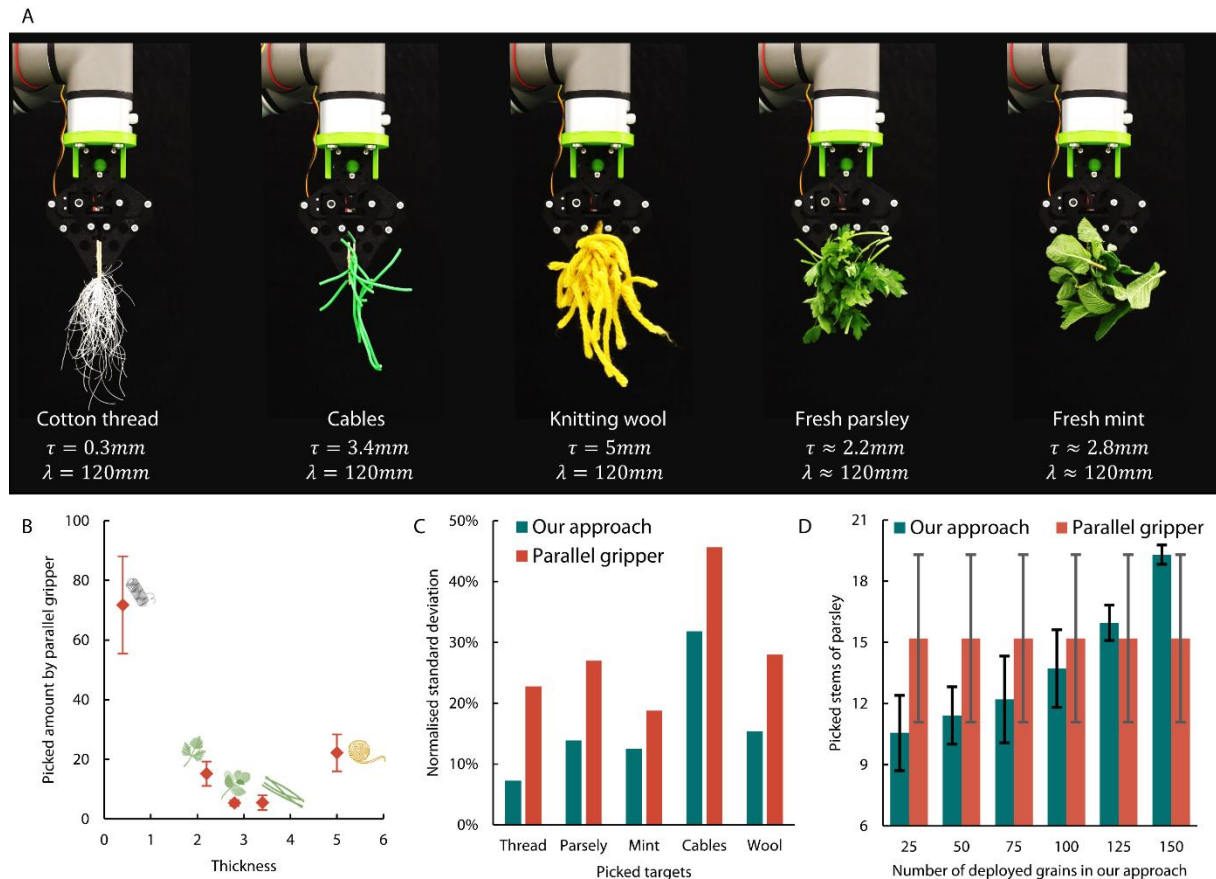 A
Cotton thread
τ = 0.3mm
λ = 120mm
Cables
τ = 3.4mm
λ = 120mm
Knitting wool
τ = 5mm
λ = 120mm
Fresh parsley
τ ≈ 2.2mm
λ ≈ 120mm
Fresh mint
τ ≈ 2.8mm
λ ≈ 120mm
B
Picked amount by parallel gripper
100
80
60
40
20
0
0 1 2 3 4 5 6
Thickness
C
Our approach
Parallel gripper
Normalised standard deviation
50%
40%
30%
20%
10%
0%
Thread Parsely Mint Cables Wool
Picked targets
D
Our approach Parallel gripper
Picked stems of parsley
21
18
15
12
9
6
25 50 75 100 125 150
Number of deployed grains in our approach